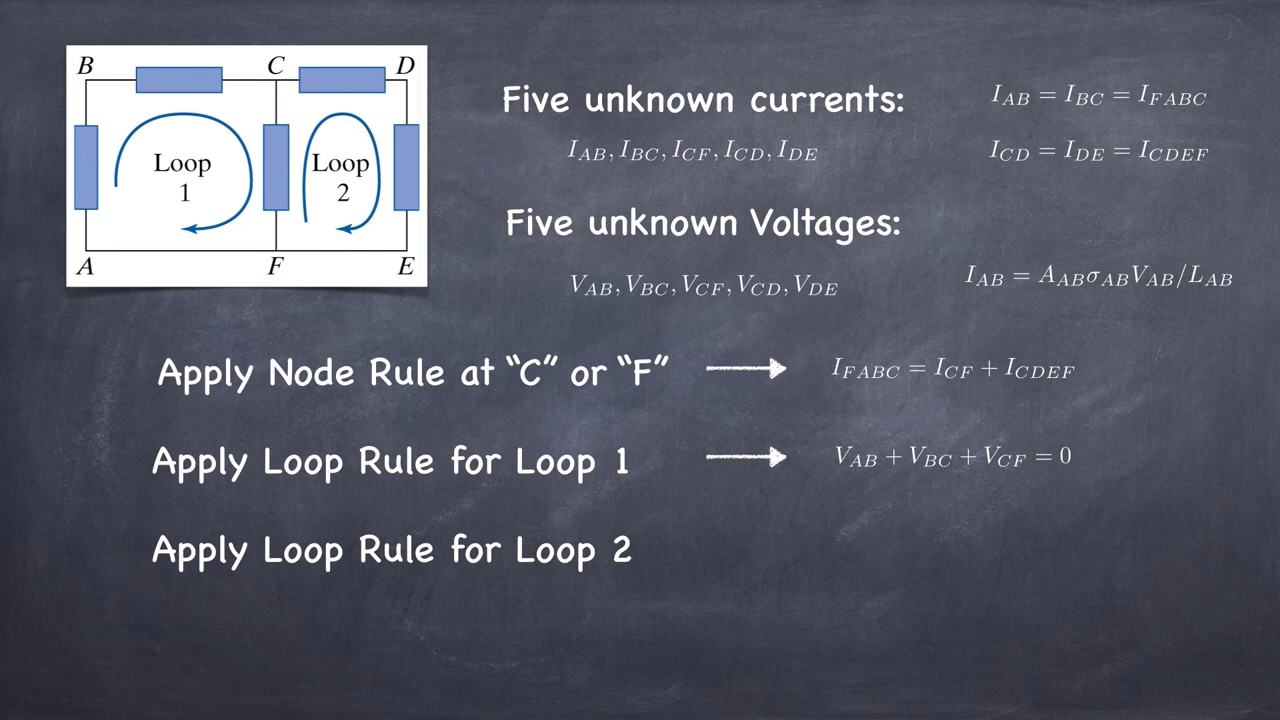 B C D
Loop
1
Loop
2
A F E
Five unknown currents:
I_{AB}, I_{BC}, I_{CF}, I_{CD}, I_{DE}
I_{AB} = I_{BC} = I_{FABC}
I_{CD} = I_{DE} = I_{CDEF}
Five unknown Voltages:
V_{AB}, V_{BC}, V_{CF}, V_{CD}, V_{DE}
I_{AB} = A_{AB}σ_{AB}V_{AB}/L_{AB}
Apply Node Rule at “C” or “F”
I_{FABC} = I_{CF} + I_{CDEF}
Apply Loop Rule for Loop 1
V_{AB} + V_{BC} + V_{CF} = 0
Apply Loop Rule for Loop 2